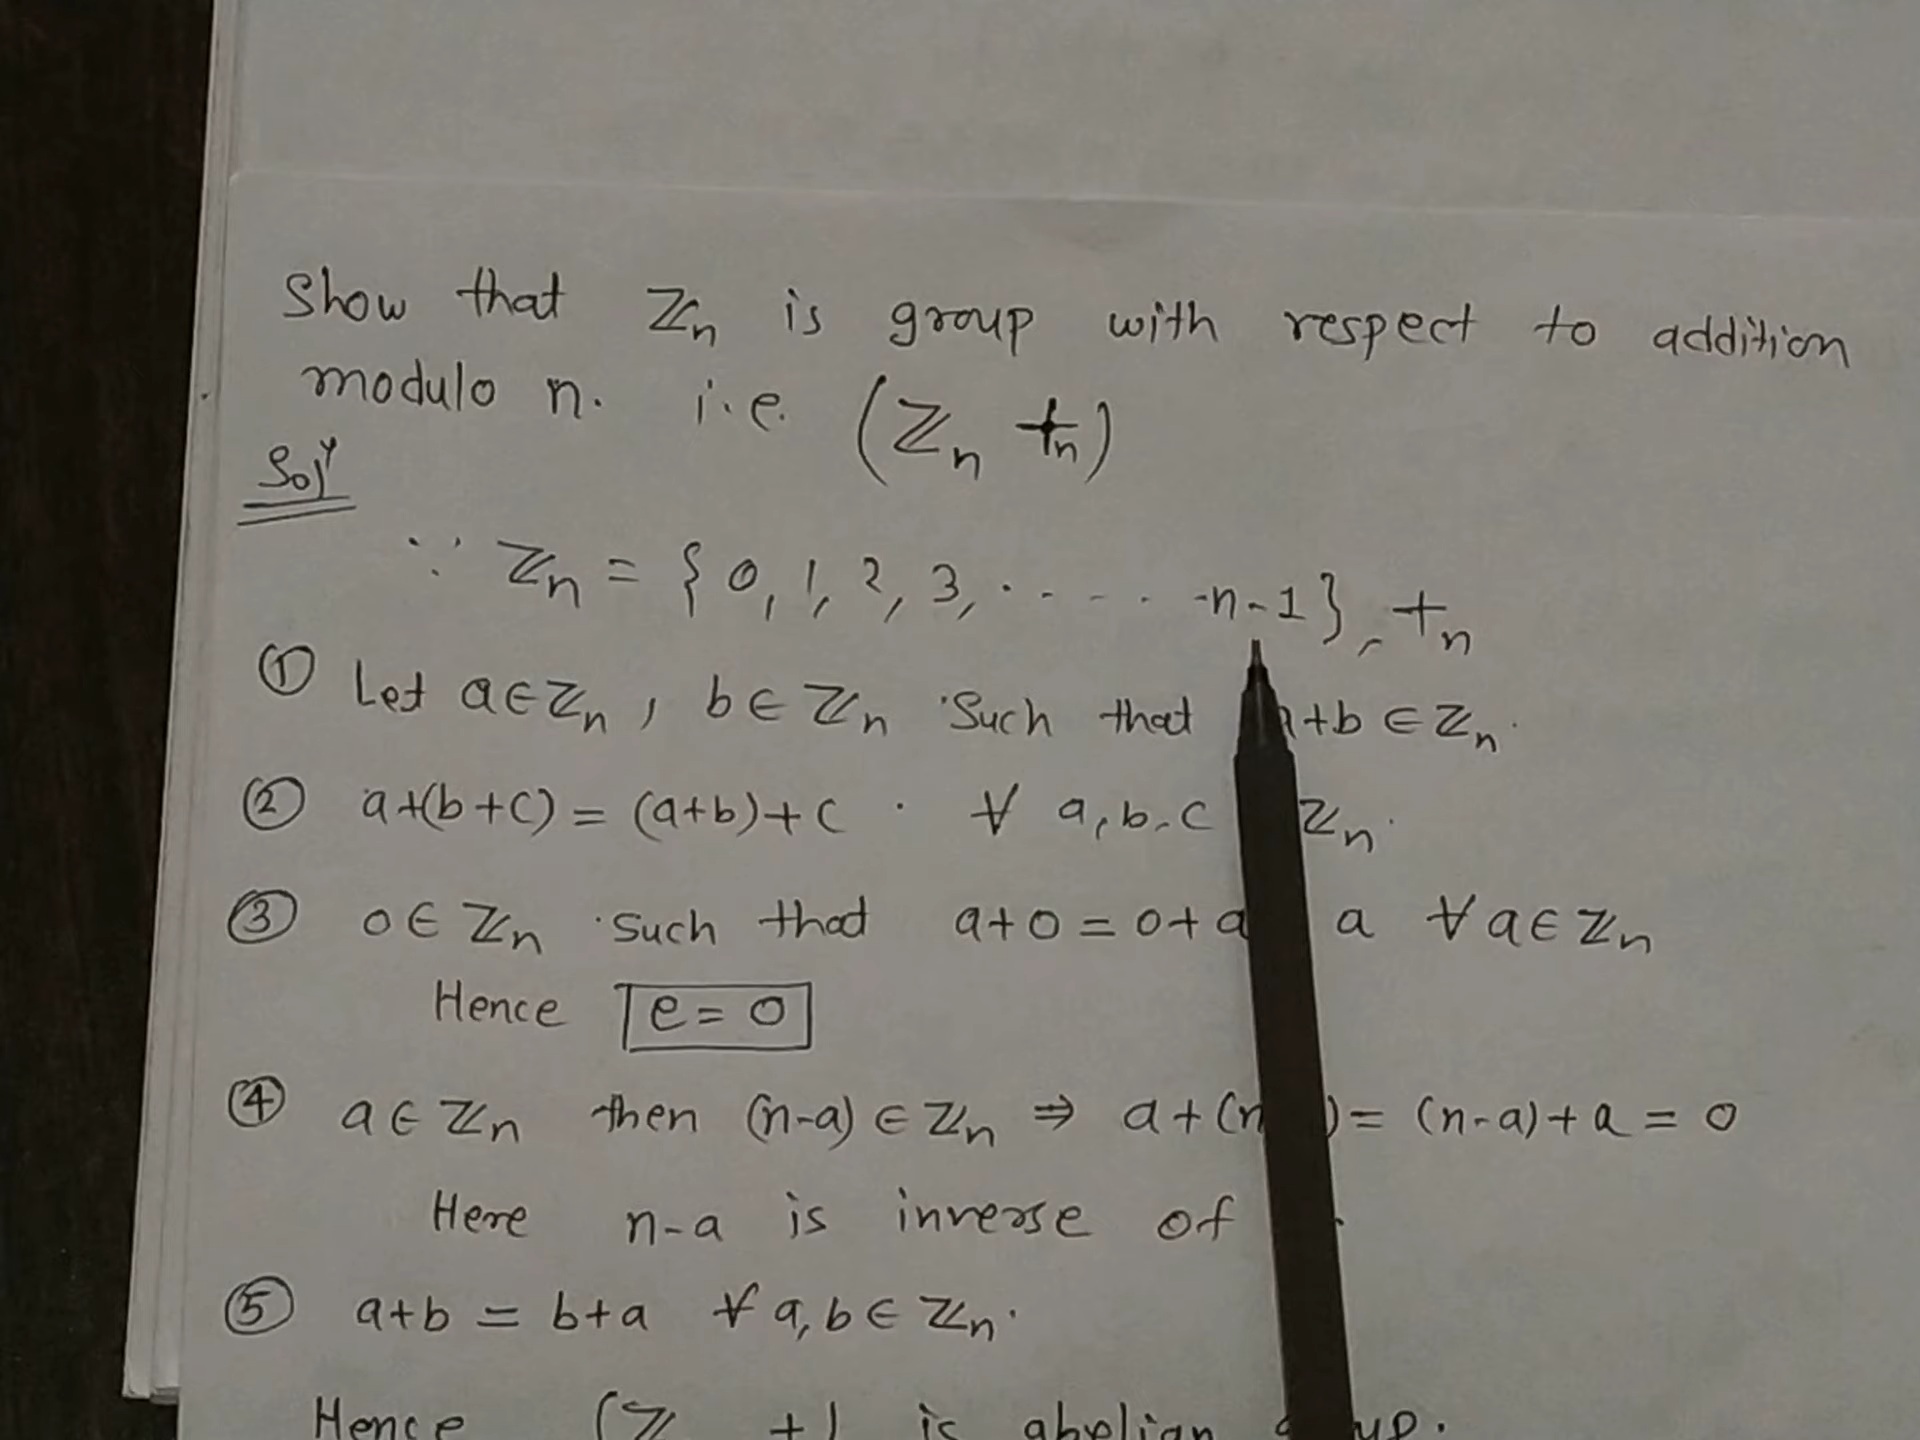 Show that ℤn is group with respect to addition
modulo n. i.e. (ℤn +n)
Solⁿ
∵ ℤn = {0, 1, 2, 3, ..... n-1}, +n
① Let a∈ℤn, b∈ℤn Such that a+b ∈ ℤn.
② a+(b+c) = (a+b)+c . ∀ a,b,c ℤn.
③ 0∈ ℤn such that a+0 = 0+a a ∀ a∈ ℤn
Hence e = 0
④ a∈ ℤn then (n-a) ∈ ℤn ⇒ a+(n )= (n-a)+a = 0
Here n-a is inverse of
⑤ a+b = b+a ∀ a,b∈ ℤn.
Hence (ℤ +) is abelian